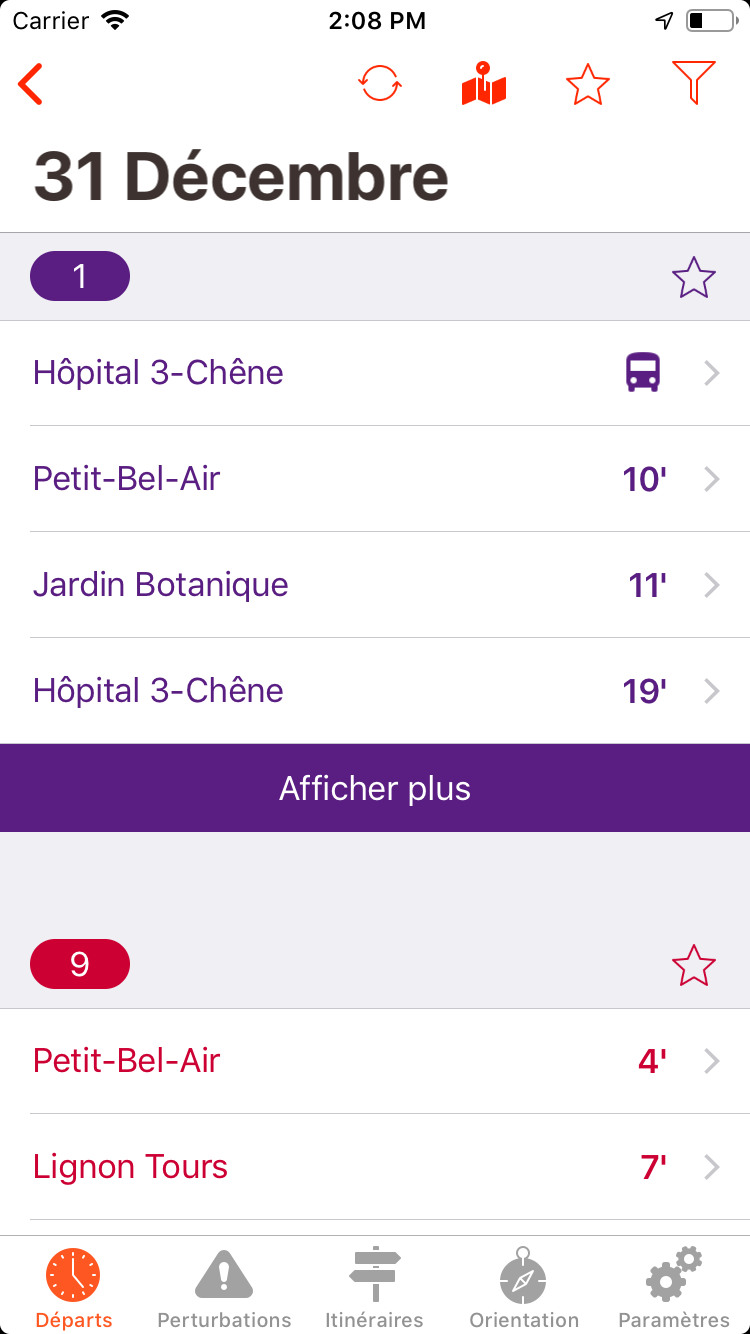 Carrier 2:08 PM
31 Décembre
1
Hôpital 3-Chêne
Petit-Bel-Air 10'
Jardin Botanique 11'
Hôpital 3-Chêne 19'
Afficher plus
9
Petit-Bel-Air 4'
Lignon Tours 7'
Départs Perturbations Itinéraires Orientation Paramètres